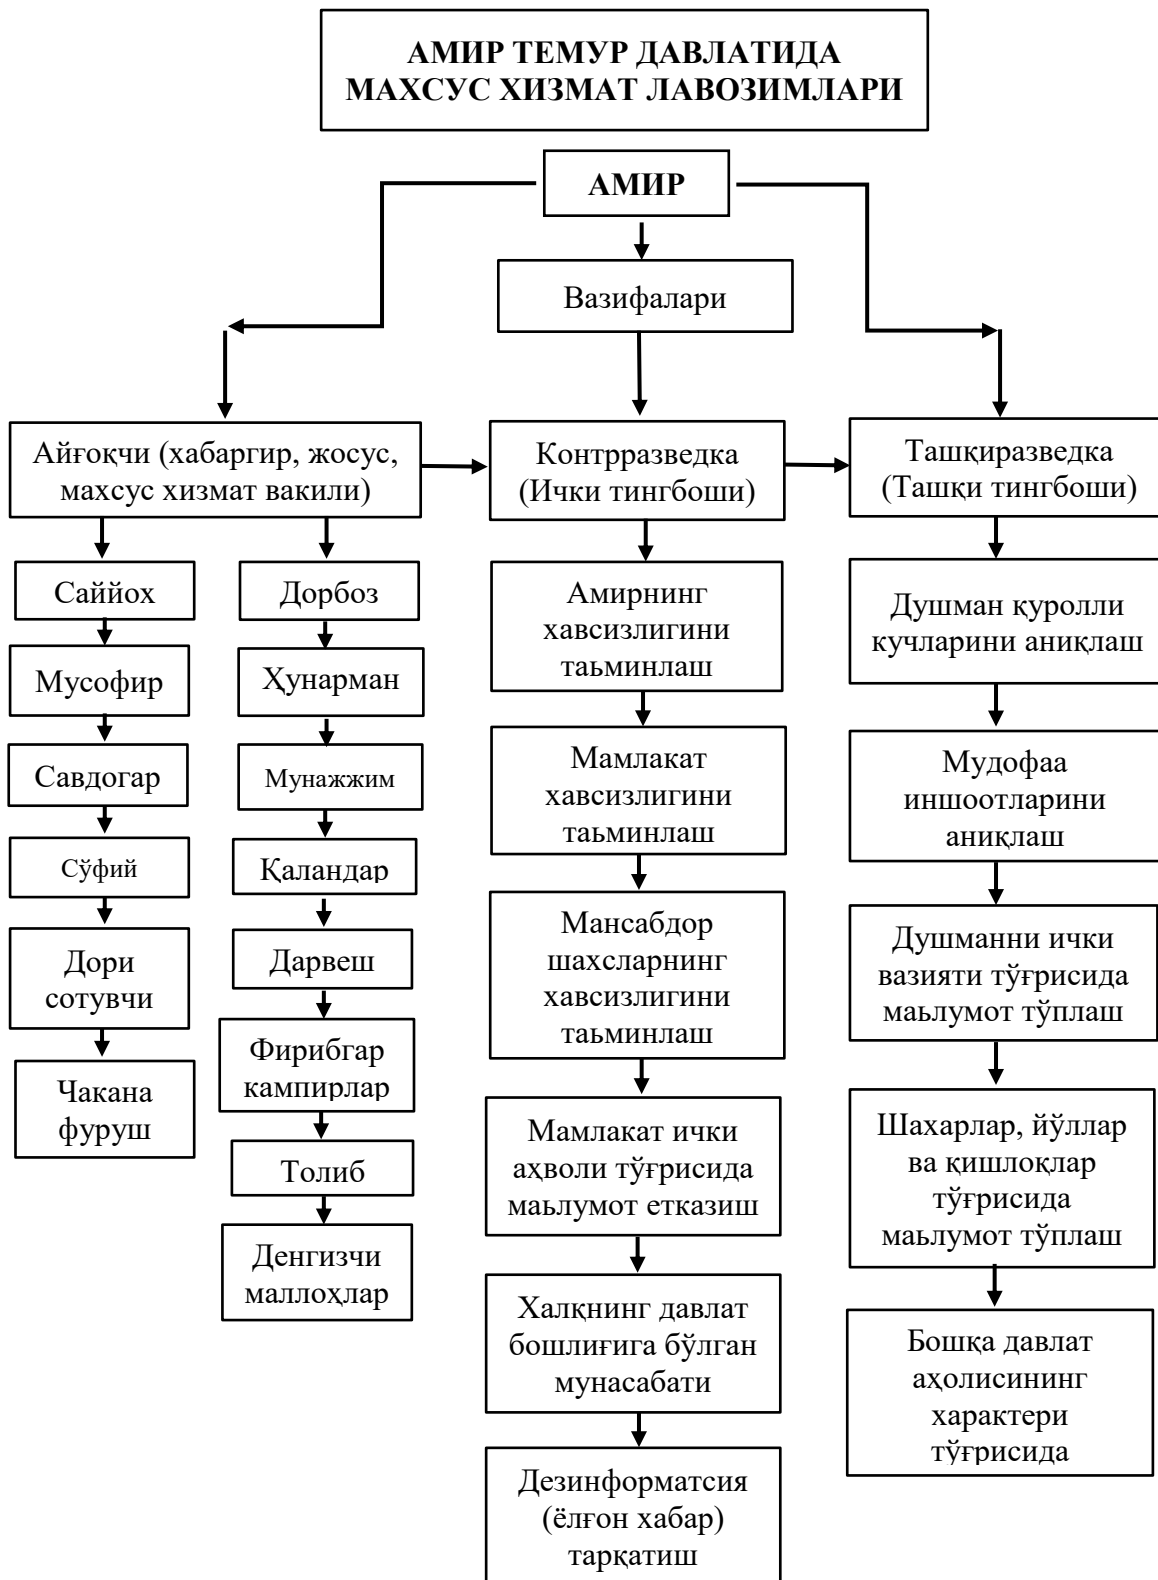 АМИР ТЕМУР ДАВЛАТИДА
МАХСУС ХИЗМАТ ЛАВОЗИМЛАРИ
АМИР
Вазифалари
Айғоқчи (хабаргир, жосус,
махсус хизмат вакили)
Саййох
Мусофир
Савдогар
Сўфий
Дори
сотувчи
Чакана
фуруш
Дорбоз
Ҳунарман
Мунажжим
Қаландар
Дарвеш
Фирибгар
кампирлар
Толиб
Денгизчи
маллоҳлар
Контрразведка
(Ички тингбоши)
Амирнинг
хавсизлигини
таьминлаш
Мамлакат
хавсизлигини
таьминлаш
Мансабдор
шахсларнинг
хавсизлигини
таьминлаш
Мамлакат ички
аҳволи тўғрисида
маьлумот етказиш
Халқнинг давлат
бошлиғига бўлган
мунасабати
Дезинформатсия
(ёлғон хабар)
тарқатиш
Ташқиразведка
(Ташқи тингбоши)
Душман қуролли
кучларини аниқлаш
Мудофаа
иншоотларини
аниқлаш
Душманни ички
вазияти тўғрисида
маьлумот тўплаш
Шахарлар, йўллар
ва қишлоқлар
тўғрисида
маьлумот тўплаш
Бошқа давлат
аҳолисининг
характери
тўғрисида